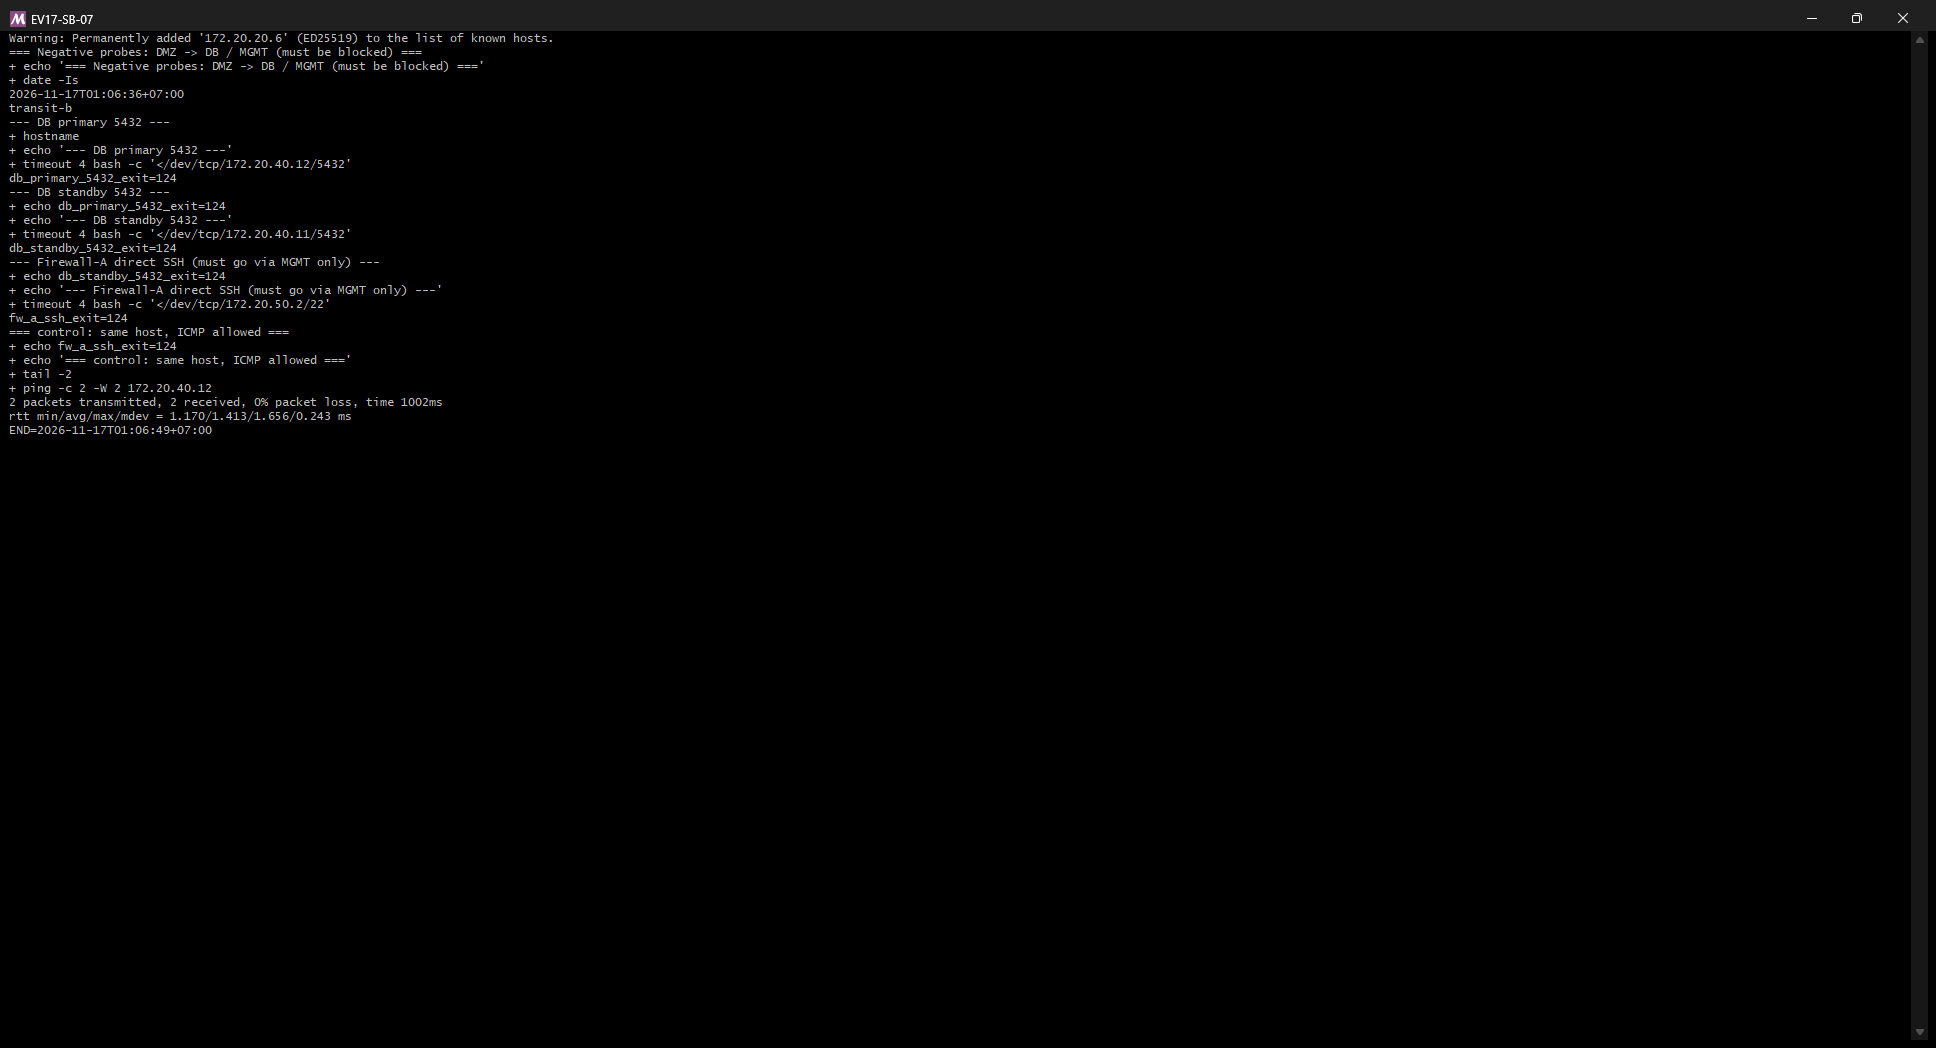 EV17-SB-07
Warning: Permanently added '172.20.20.6' (ED25519) to the list of known hosts.
=== Negative probes: DMZ -> DB / MGMT (must be blocked) ===
+ echo '=== Negative probes: DMZ -> DB / MGMT (must be blocked) ==='
+ date -Is
2026-11-17T01:06:36+07:00
transit-b
--- DB primary 5432 ---
+ hostname
+ echo '--- DB primary 5432 ---'
+ timeout 4 bash -c '</dev/tcp/172.20.40.12/5432'
db_primary_5432_exit=124
--- DB standby 5432 ---
+ echo db_primary_5432_exit=124
+ echo '--- DB standby 5432 ---'
+ timeout 4 bash -c '</dev/tcp/172.20.40.11/5432'
db_standby_5432_exit=124
--- Firewall-A direct SSH (must go via MGMT only) ---
+ echo db_standby_5432_exit=124
+ echo '--- Firewall-A direct SSH (must go via MGMT only) ---'
+ timeout 4 bash -c '</dev/tcp/172.20.50.2/22'
fw_a_ssh_exit=124
=== control: same host, ICMP allowed ===
+ echo fw_a_ssh_exit=124
+ echo '=== control: same host, ICMP allowed ==='
+ tail -2
+ ping -c 2 -W 2 172.20.40.12
2 packets transmitted, 2 received, 0% packet loss, time 1002ms
rtt min/avg/max/mdev = 1.170/1.413/1.656/0.243 ms
END=2026-11-17T01:06:49+07:00